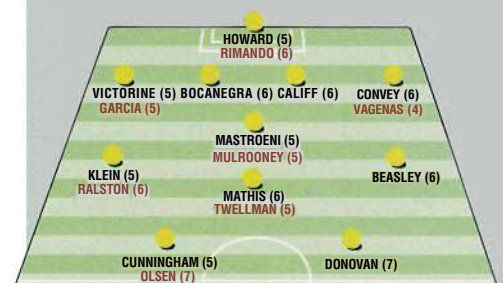 HOWARD (5)
RIMANDO (6)
VICTORINE (5) BOCANEGRA (6) CALIFF (6) CONVEY (6)
GARCIA (5) VAGENAS (4)
MASTROENI (5)
MULROONEY (5)
KLEIN (5) BEASLEY (6)
RALSTON (6)
MATHIS (6)
TWELLMAN (5)
CUNNINGHAM (5) DONOVAN (7)
OLSEN (7)